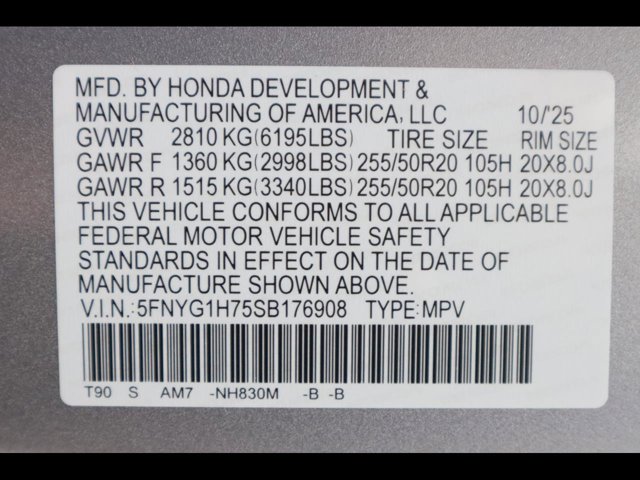 MFD. BY HONDA DEVELOPMENT &
MANUFACTURING OF AMERICA, LLC 10/'25
GVWR 2810 KG(6195LBS) TIRE SIZE RIM SIZE
GAWR F 1360 KG(2998LBS) 255/50R20 105H 20X8.0J
GAWR R 1515 KG(3340LBS) 255/50R20 105H 20X8.0J
THIS VEHICLE CONFORMS TO ALL APPLICABLE
FEDERAL MOTOR VEHICLE SAFETY
STANDARDS IN EFFECT ON THE DATE OF
MANUFACTURE SHOWN ABOVE.
V.I.N.:5FNYG1H75SB176908 TYPE:MPV
T90 S AM7 -NH830M -B -B